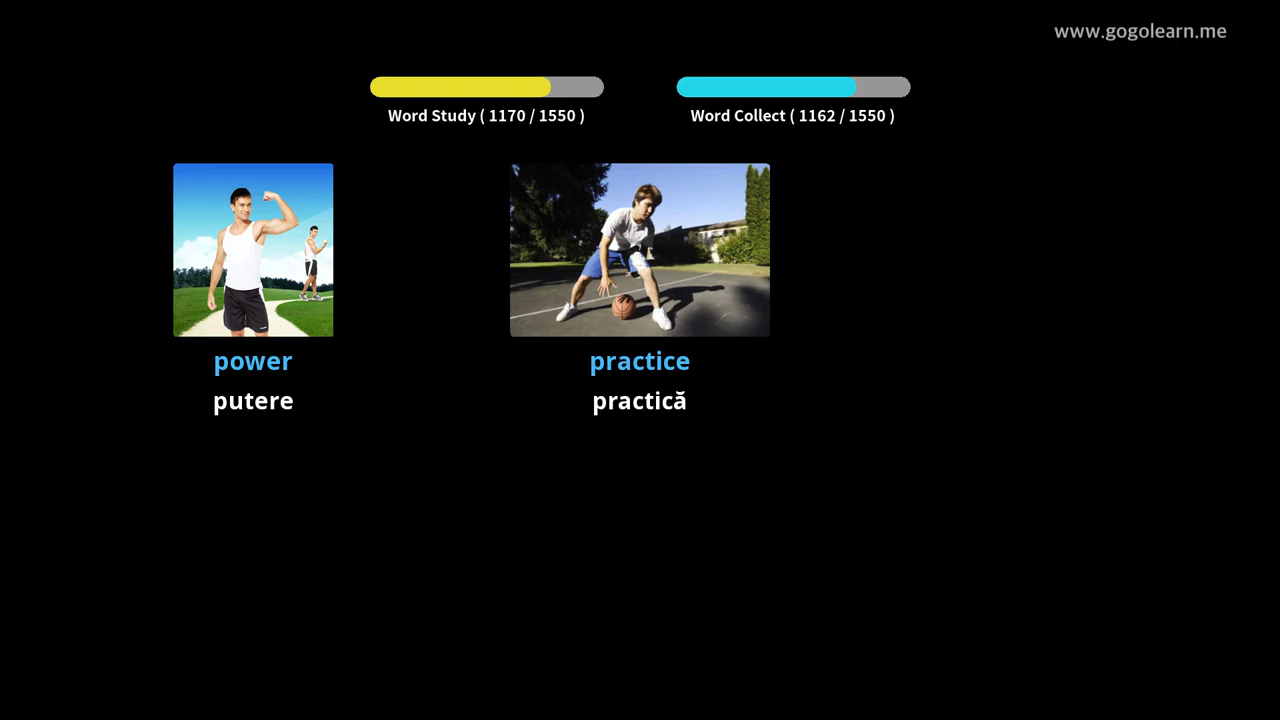 www.gogolearn.me
Word Study ( 1170 / 1550 )
Word Collect ( 1162 / 1550 )
power
practice
putere
practică